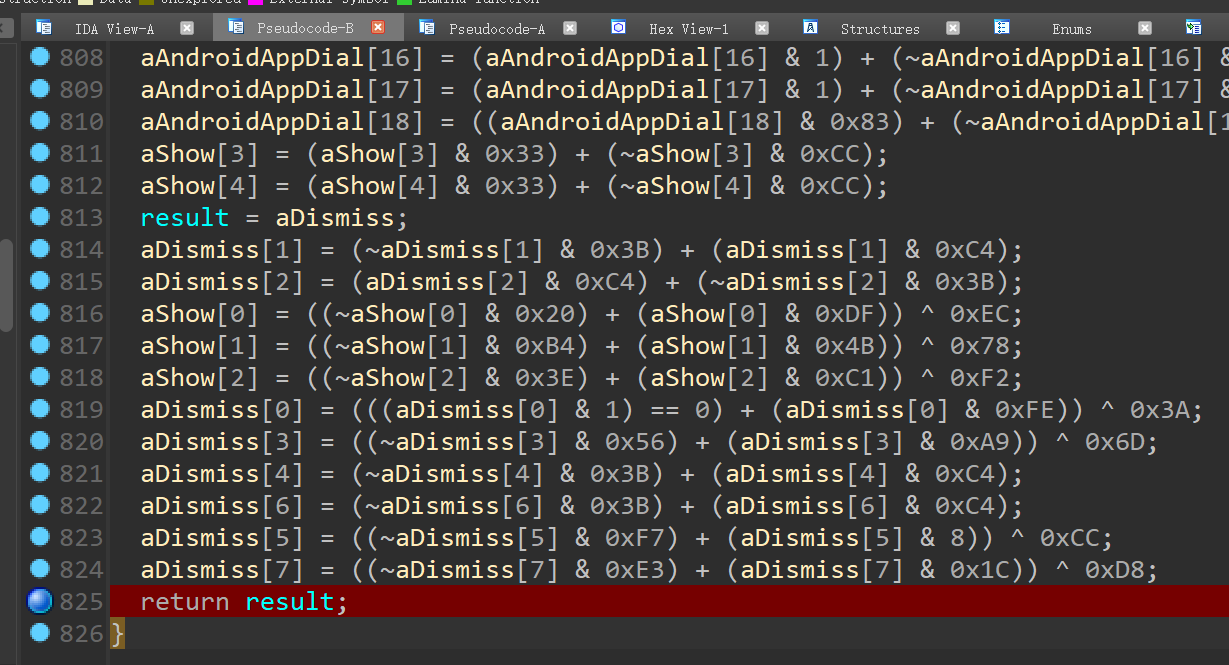 Data Unexplored External symbol Lumina function
IDA View-A Pseudocode-B Pseudocode-A Hex View-1 Structures Enums
808 aAndroidAppDial[16] = (aAndroidAppDial[16] & 1) + (~aAndroidAppDial[16] &
809 aAndroidAppDial[17] = (aAndroidAppDial[17] & 1) + (~aAndroidAppDial[17] &
810 aAndroidAppDial[18] = ((aAndroidAppDial[18] & 0x83) + (~aAndroidAppDial[1
811 aShow[3] = (aShow[3] & 0x33) + (~aShow[3] & 0xCC);
812 aShow[4] = (aShow[4] & 0x33) + (~aShow[4] & 0xCC);
813 result = aDismiss;
814 aDismiss[1] = (~aDismiss[1] & 0x3B) + (aDismiss[1] & 0xC4);
815 aDismiss[2] = (aDismiss[2] & 0xC4) + (~aDismiss[2] & 0x3B);
816 aShow[0] = ((~aShow[0] & 0x20) + (aShow[0] & 0xDF)) ^ 0xEC;
817 aShow[1] = ((~aShow[1] & 0xB4) + (aShow[1] & 0x4B)) ^ 0x78;
818 aShow[2] = ((~aShow[2] & 0x3E) + (aShow[2] & 0xC1)) ^ 0xF2;
819 aDismiss[0] = (((aDismiss[0] & 1) == 0) + (aDismiss[0] & 0xFE)) ^ 0x3A;
820 aDismiss[3] = ((~aDismiss[3] & 0x56) + (aDismiss[3] & 0xA9)) ^ 0x6D;
821 aDismiss[4] = (~aDismiss[4] & 0x3B) + (aDismiss[4] & 0xC4);
822 aDismiss[6] = (~aDismiss[6] & 0x3B) + (aDismiss[6] & 0xC4);
823 aDismiss[5] = ((~aDismiss[5] & 0xF7) + (aDismiss[5] & 8)) ^ 0xCC;
824 aDismiss[7] = ((~aDismiss[7] & 0xE3) + (aDismiss[7] & 0x1C)) ^ 0xD8;
825 return result;
826 }